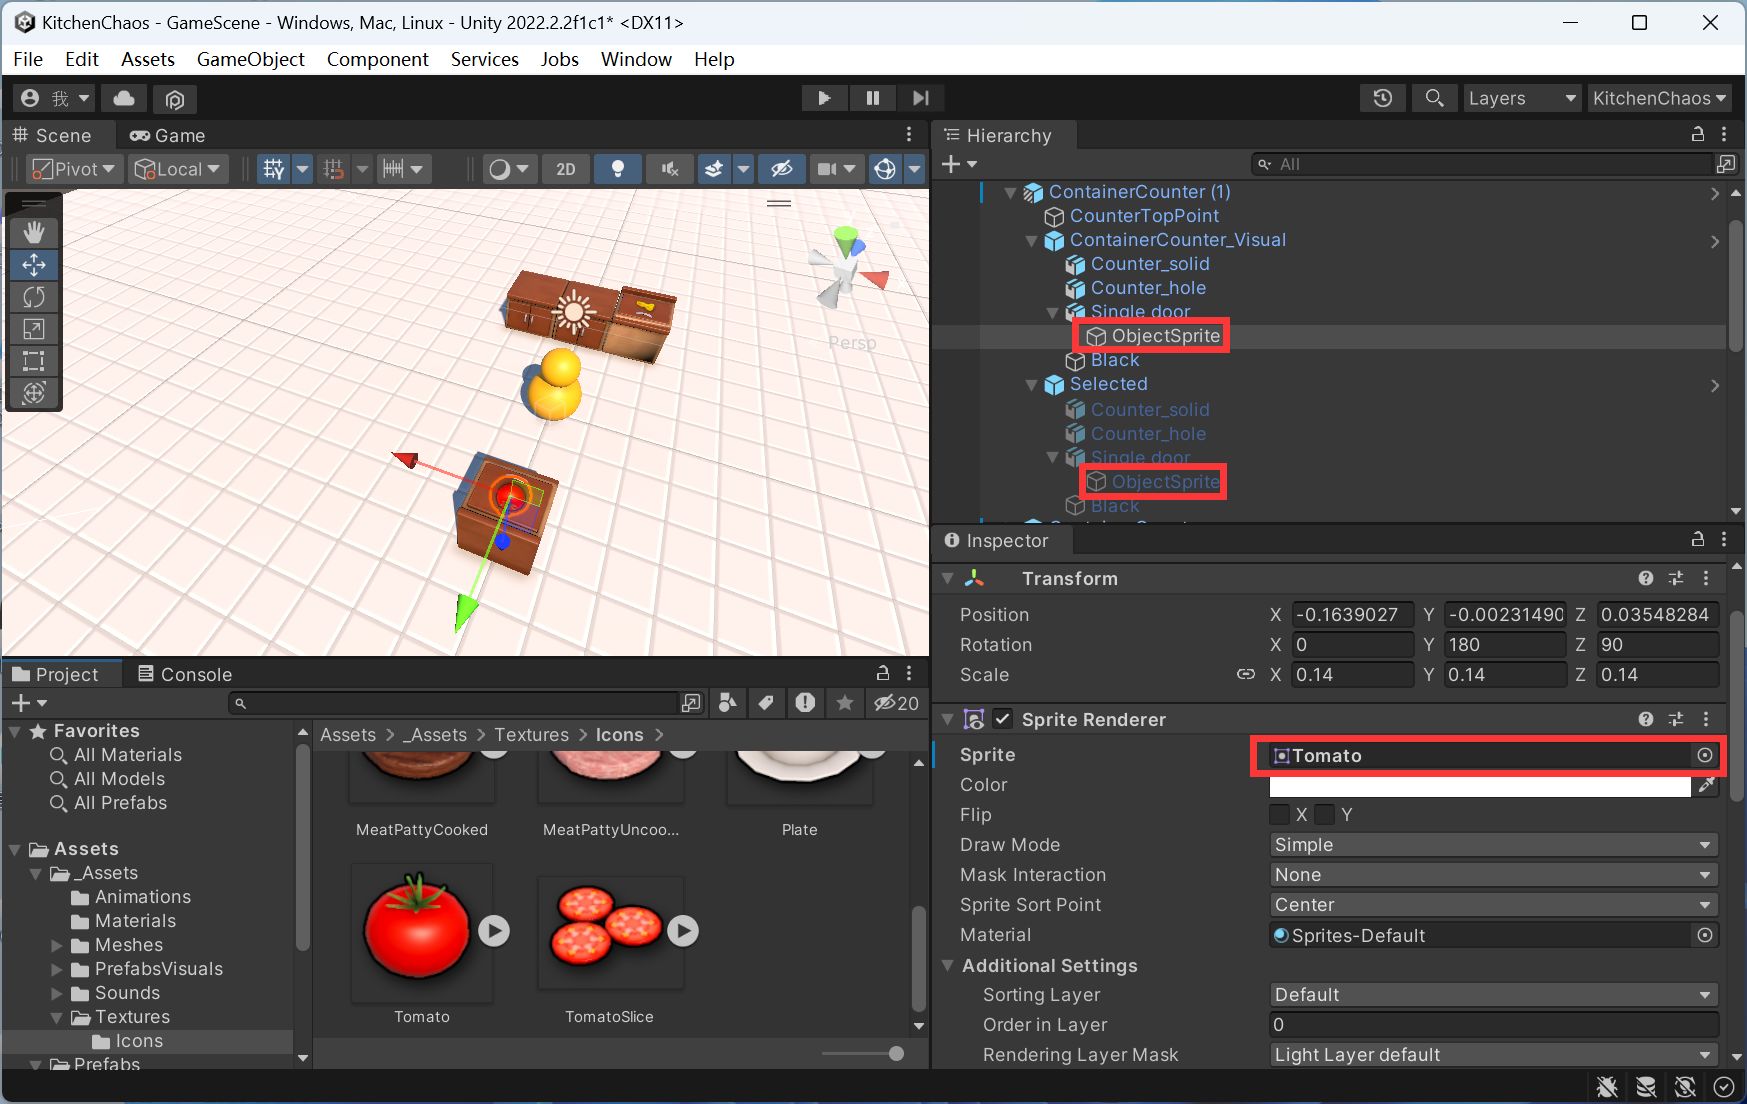 KitchenChaos - GameScene - Windows, Mac, Linux - Unity 2022.2.2f1c1* <DX11>
File Edit Assets GameObject Component Services Jobs Window Help
我 Layers KitchenChaos
Scene Game
Pivot Local 2D
Persp
Hierarchy
All
ContainerCounter (1)
CounterTopPoint
ContainerCounter_Visual
Counter_solid
Counter_hole
Single door
ObjectSprite
Black
Selected
Counter_solid
Counter_hole
Single door
ObjectSprite
Black
Inspector
Transform
Position X -0.1639027 Y -0.00231490 Z 0.03548284
Rotation X 0 Y 180 Z 90
Scale X 0.14 Y 0.14 Z 0.14
Sprite Renderer
Sprite Tomato
Color
Flip X Y
Draw Mode Simple
Mask Interaction None
Sprite Sort Point Center
Material Sprites-Default
Additional Settings
Sorting Layer Default
Order in Layer 0
Rendering Layer Mask Light Layer default
Project Console
20
Favorites
All Materials
All Models
All Prefabs
Assets
_Assets
Animations
Materials
Meshes
PrefabsVisuals
Sounds
Textures
Icons
Prefabs
Assets > _Assets > Textures > Icons >
MeatPattyCooked MeatPattyUncoo... Plate
Tomato TomatoSlice